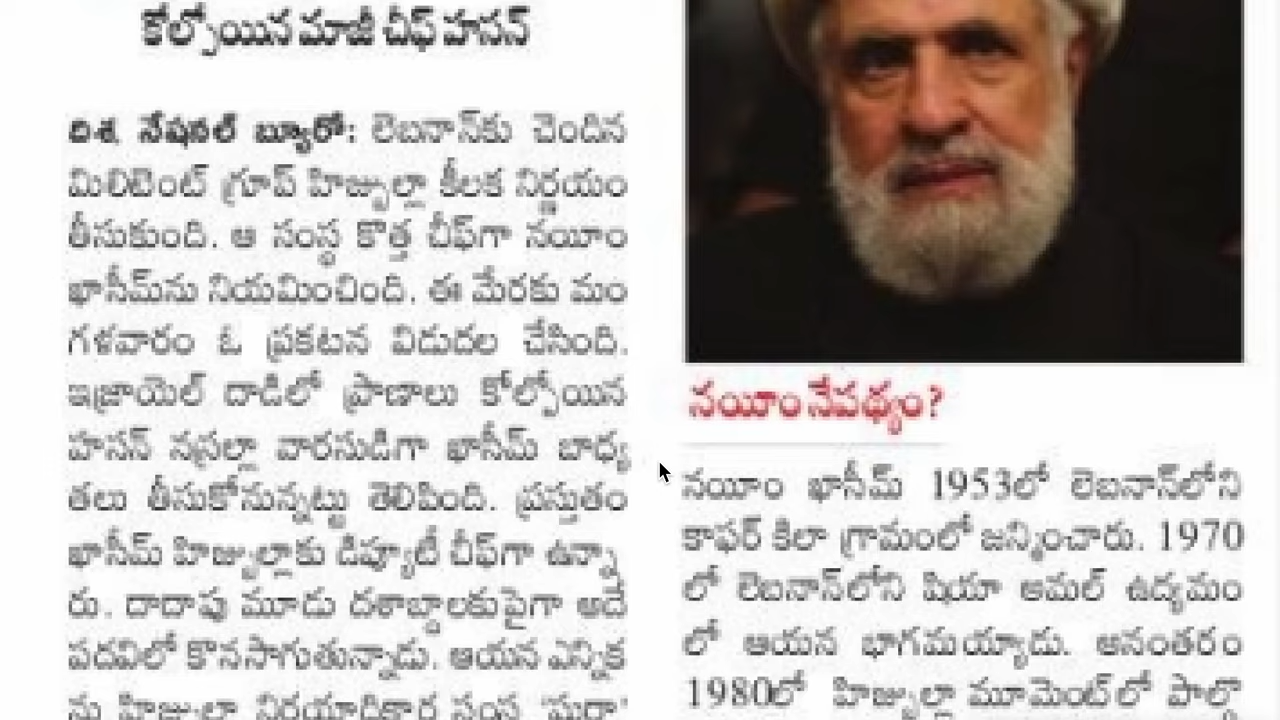 కోల్పోయిన మాజీ చీఫ్ హసన్
దిశ, నేషనల్ బ్యూరో: లెబనాన్‌కు చెందిన
మిలిటెంట్ గ్రూప్ హిజ్బుల్లా కీలక నిర్ణయం
తీసుకుంది. ఆ సంస్థ కొత్త చీఫ్‌గా నయీం
ఖాసీమ్‌ను నియమించింది. ఈ మేరకు మం
గళవారం ఓ ప్రకటన విడుదల చేసింది.
ఇజ్రాయెల్ దాడిలో ప్రాణాలు కోల్పోయిన
హసన్ నస్రల్లా వారసుడిగా ఖాసీమ్ బాధ్య
తలు తీసుకోనున్నట్టు తెలిపింది. ప్రస్తుతం
ఖాసీమ్ హిజ్బుల్లాకు డిప్యూటీ చీఫ్‌గా ఉన్నా
రు. దాదాపు మూడు దశాబ్దాలకుపైగా అదే
పదవిలో కొనసాగుతున్నాడు. ఆయన ఎన్నిక
ను హిజ్బుల్లా నిర్ణయాధికార సంస్థ 'షురా'
నయీం నేపథ్యం?
నయీం ఖాసీమ్ 1953లో లెబనాన్‌లోని
కాఫర్ కిలా గ్రామంలో జన్మించారు. 1970
లో లెబనాన్‌లోని షియా అమల్ ఉద్యమం
లో ఆయన భాగమయ్యాడు. అనంతరం
1980లో హిజ్బుల్లా మూమెంట్‌లో పాల్గొ